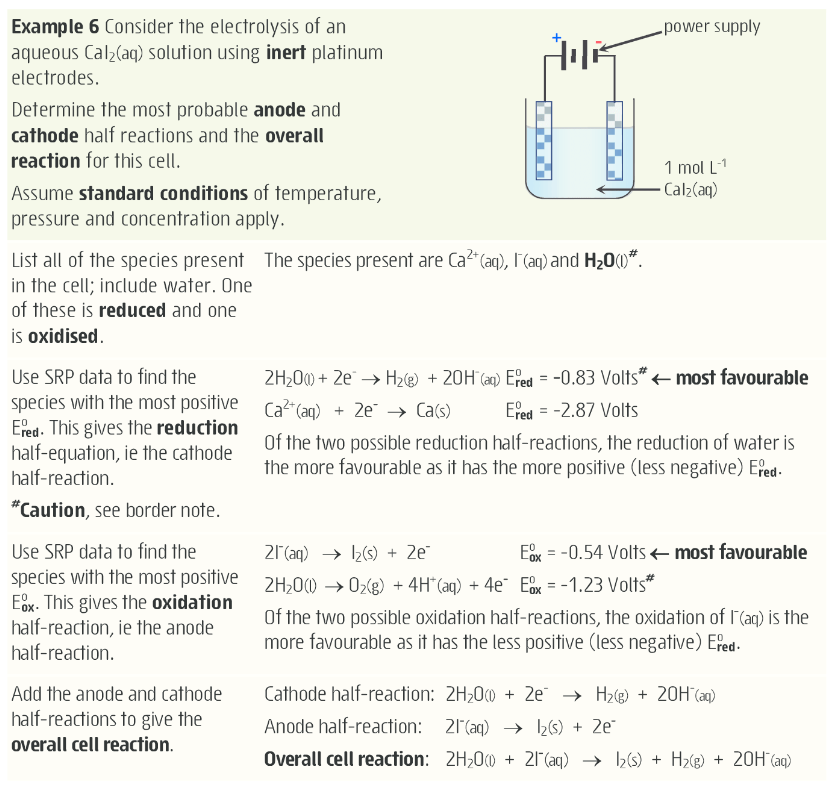 Example 6 Consider the electrolysis of an
aqueous CaI₂(aq) solution using inert platinum
electrodes.
Determine the most probable anode and
cathode half reactions and the overall
reaction for this cell.
Assume standard conditions of temperature,
pressure and concentration apply.
+
-
power supply
1 mol L⁻¹
CaI₂(aq)
List all of the species present
in the cell; include water. One
of these is reduced and one
is oxidised.
The species present are Ca²⁺(aq), I⁻(aq) and H₂O(l)#.
Use SRP data to find the
species with the most positive
E⁰red. This gives the reduction
half-equation, ie the cathode
half-reaction.
#Caution, see border note.
2H₂O(l) + 2e⁻ → H₂(g) + 2OH⁻(aq) E⁰red = -0.83 Volts# ← most favourable
Ca²⁺(aq) + 2e⁻ → Ca(s) E⁰red = -2.87 Volts
Of the two possible reduction half-reactions, the reduction of water is
the more favourable as it has the more positive (less negative) E⁰red.
Use SRP data to find the
species with the most positive
E⁰ox. This gives the oxidation
half-reaction, ie the anode
half-reaction.
2I⁻(aq) → I₂(s) + 2e⁻ E⁰ox = -0.54 Volts ← most favourable
2H₂O(l) → O₂(g) + 4H⁺(aq) + 4e⁻ E⁰ox = -1.23 Volts#
Of the two possible oxidation half-reactions, the oxidation of I⁻(aq) is the
more favourable as it has the less positive (less negative) E⁰red.
Add the anode and cathode
half-reactions to give the
overall cell reaction.
Cathode half-reaction: 2H₂O(l) + 2e⁻ → H₂(g) + 2OH⁻(aq)
Anode half-reaction: 2I⁻(aq) → I₂(s) + 2e⁻
Overall cell reaction: 2H₂O(l) + 2I⁻(aq) → I₂(s) + H₂(g) + 2OH⁻(aq)